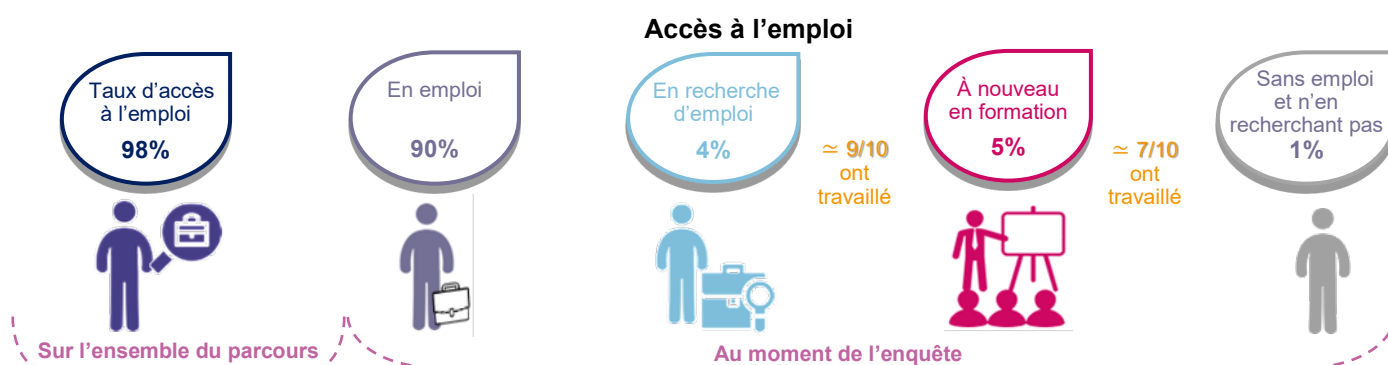 Accès à l’emploi
Taux d’accès
à l’emploi
98%
En emploi
90%
En recherche
d’emploi
4%
≃ 9/10
ont
travaillé
À nouveau
en formation
5%
≃ 7/10
ont
travaillé
Sans emploi
et n’en
recherchant pas
1%
Sur l’ensemble du parcours
Au moment de l’enquête